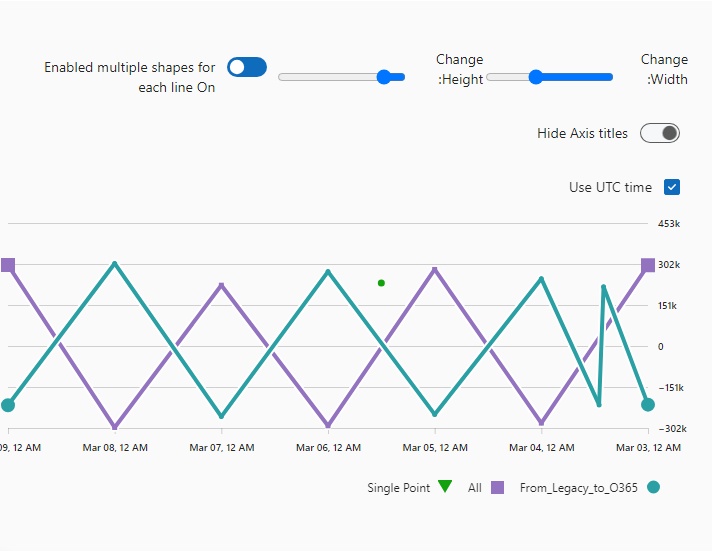 Enabled multiple shapes for
each line On
Change
:Height
Change
:Width
Hide Axis titles
Use UTC time
453k
302k
151k
0
−151k
−302k
09, 12 AM
Mar 08, 12 AM
Mar 07, 12 AM
Mar 06, 12 AM
Mar 05, 12 AM
Mar 04, 12 AM
Mar 03, 12 AM
Single Point
All
From_Legacy_to_O365